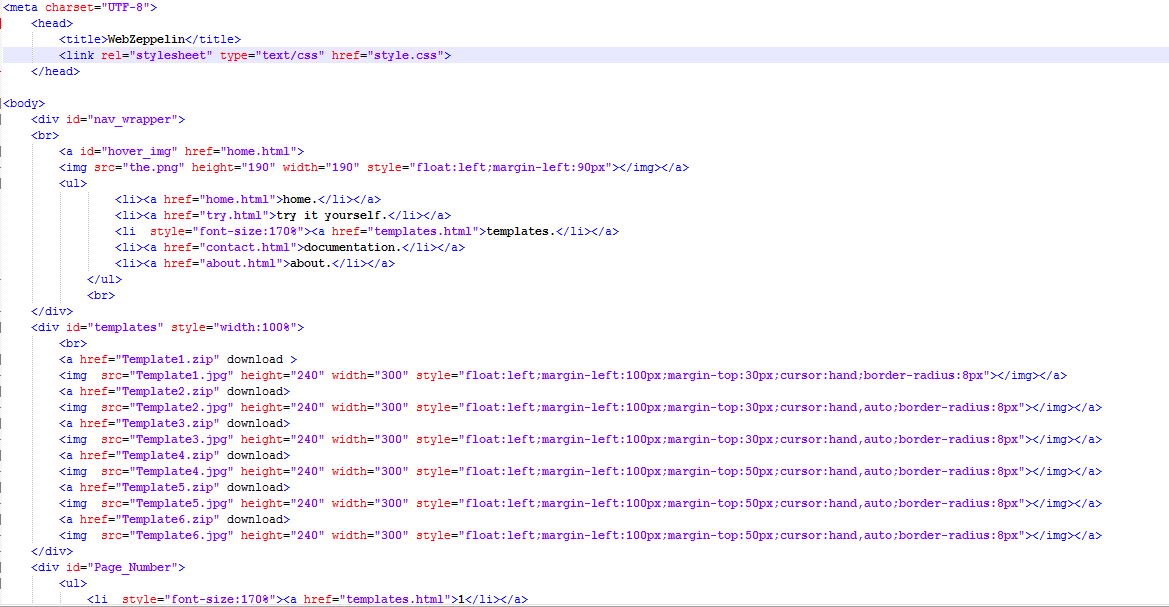 <meta charset="UTF-8">
<head>
<title>WebZeppelin</title>
<link rel="stylesheet" type="text/css" href="style.css">
</head>
<body>
<div id="nav_wrapper">
<br>
<a id="hover_img" href="home.html">
<img src="the.png" height="190" width="190" style="float:left;margin-left:90px"></img></a>
<ul>
<li><a href="home.html">home.</li></a>
<li><a href="try.html">try it yourself.</li></a>
<li  style="font-size:170%"><a href="templates.html">templates.</li></a>
<li><a href="contact.html">documentation.</li></a>
<li><a href="about.html">about.</li></a>
</ul>
<br>
</div>
<div id="templates" style="width:100%">
<br>
<a href="Template1.zip" download >
<img  src="Template1.jpg" height="240" width="300" style="float:left;margin-left:100px;margin-top:30px;cursor:hand;border-radius:8px"></img></a>
<a href="Template2.zip" download>
<img  src="Template2.jpg" height="240" width="300" style="float:left;margin-left:100px;margin-top:30px;cursor:hand,auto;border-radius:8px"></img></a>
<a href="Template3.zip" download>
<img  src="Template3.jpg" height="240" width="300" style="float:left;margin-left:100px;margin-top:30px;cursor:hand,auto;border-radius:8px"></img></a>
<a href="Template4.zip" download>
<img  src="Template4.jpg" height="240" width="300" style="float:left;margin-left:100px;margin-top:50px;cursor:hand,auto;border-radius:8px"></img></a>
<a href="Template5.zip" download>
<img  src="Template5.jpg" height="240" width="300" style="float:left;margin-left:100px;margin-top:50px;cursor:hand,auto;border-radius:8px"></img></a>
<a href="Template6.zip" download>
<img  src="Template6.jpg" height="240" width="300" style="float:left;margin-left:100px;margin-top:50px;cursor:hand,auto;border-radius:8px"></img></a>
</div>
<div id="Page_Number">
<ul>
<li  style="font-size:170%"><a href="templates.html">1</li></a>